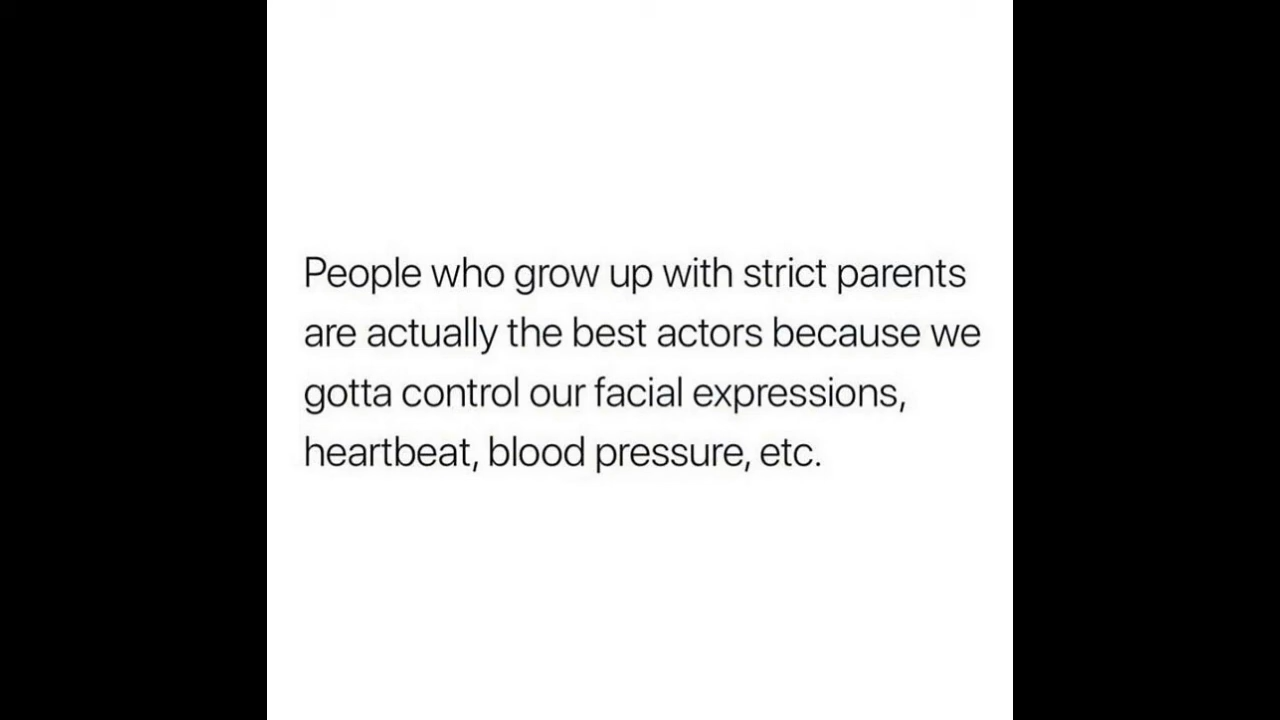 People who grow up with strict parents
are actually the best actors because we
gotta control our facial expressions,
heartbeat, blood pressure, etc.